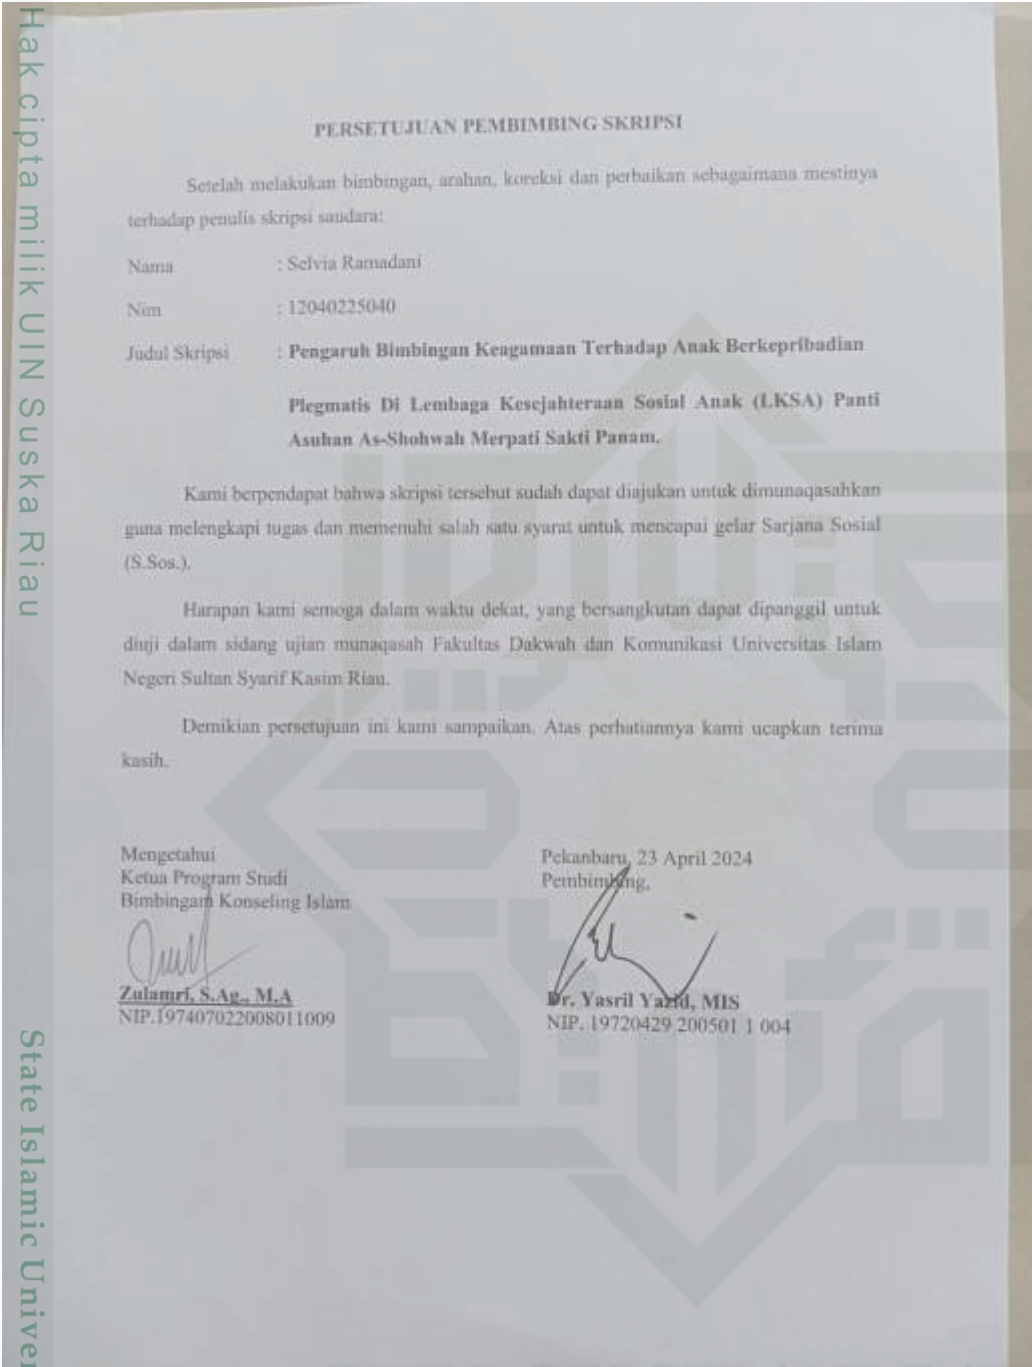 Hak cipta milik UIN Suska Riau
State Islamic Univer
PERSETUJUAN PEMBIMBING SKRIPSI
Setelah melakukan bimbingan, arahan, koreksi dan perbaikan sebagaimana mestinya
terhadap penulis skripsi saudara:
Nama : Selvia Ramadani
Nim : 12040225040
Judul Skripsi : Pengaruh Bimbingan Keagamaan Terhadap Anak Berkepribadian
Plegmatis Di Lembaga Kesejahteraan Sosial Anak (LKSA) Panti
Asuhan As-Shohwah Merpati Sakti Panam.
Kami berpendapat bahwa skripsi tersebut sudah dapat diajukan untuk dimunaqasahkan
guna melengkapi tugas dan memenuhi salah satu syarat untuk mencapai gelar Sarjana Sosial
(S.Sos.).
Harapan kami semoga dalam waktu dekat, yang bersangkutan dapat dipanggil untuk
diuji dalam sidang ujian munaqasah Fakultas Dakwah dan Komunikasi Universitas Islam
Negeri Sultan Syarif Kasim Riau.
Demikian persetujuan ini kami sampaikan. Atas perhatiannya kami ucapkan terima
kasih.
Mengetahui
Ketua Program Studi
Bimbingam Konseling Islam
Zulamri, S.Ag., M.A
NIP.197407022008011009
Pekanbaru, 23 April 2024
Pembimbing,
Dr. Yasril Yazid, MIS
NIP. 19720429 200501 1 004